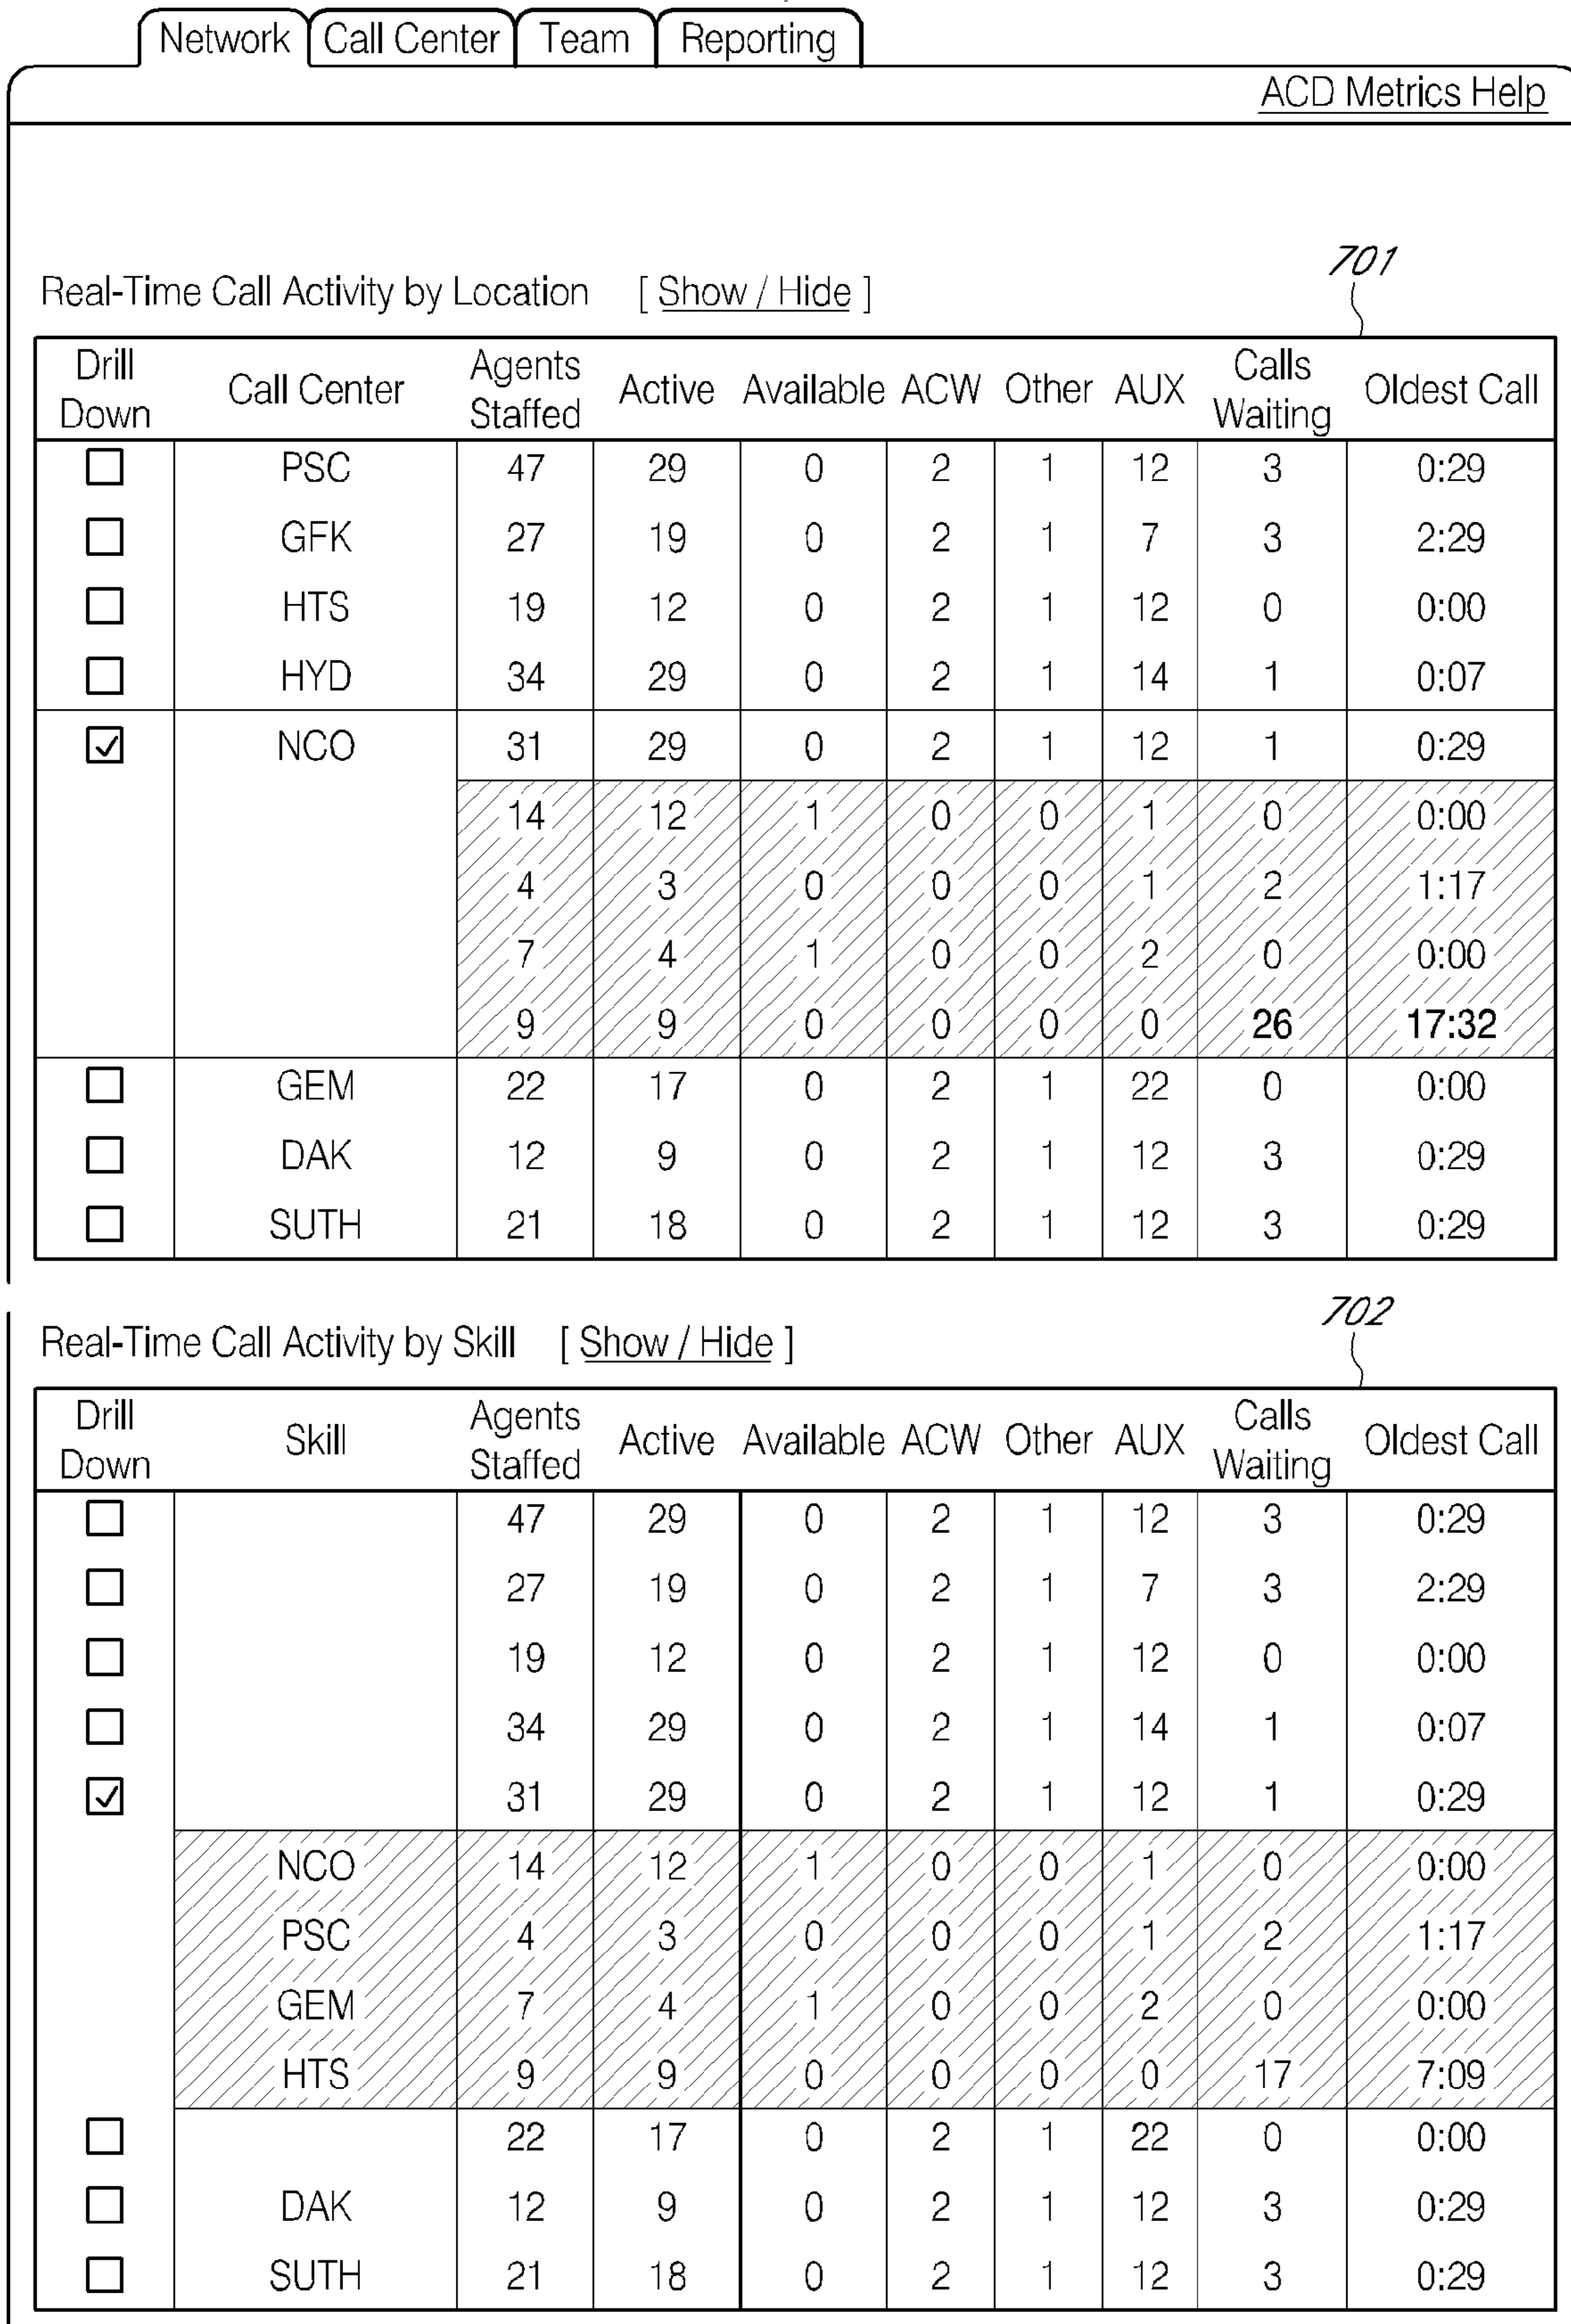 Network Call Center Team Reporting
ACD Metrics Help
701
Real-Time Call Activity by Location [ Show / Hide ]
Drill Down Call Center Agents Staffed Active Available ACW Other AUX Calls Waiting Oldest Call
PSC 47 29 0 2 1 12 3 0:29
GFK 27 19 0 2 1 7 3 2:29
HTS 19 12 0 2 1 12 0 0:00
HYD 34 29 0 2 1 14 1 0:07
NCO 31 29 0 2 1 12 1 0:29
14 12 1 0 0 1 0 0:00
4 3 0 0 0 1 2 1:17
7 4 1 0 0 2 0 0:00
9 9 0 0 0 0 26 17:32
GEM 22 17 0 2 1 22 0 0:00
DAK 12 9 0 2 1 12 3 0:29
SUTH 21 18 0 2 1 12 3 0:29
702
Real-Time Call Activity by Skill [ Show / Hide ]
Drill Down Skill Agents Staffed Active Available ACW Other AUX Calls Waiting Oldest Call
47 29 0 2 1 12 3 0:29
27 19 0 2 1 7 3 2:29
19 12 0 2 1 12 0 0:00
34 29 0 2 1 14 1 0:07
31 29 0 2 1 12 1 0:29
NCO 14 12 1 0 0 1 0 0:00
PSC 4 3 0 0 0 1 2 1:17
GEM 7 4 1 0 0 2 0 0:00
HTS 9 9 0 0 0 0 17 7:09
22 17 0 2 1 22 0 0:00
DAK 12 9 0 2 1 12 3 0:29
SUTH 21 18 0 2 1 12 3 0:29